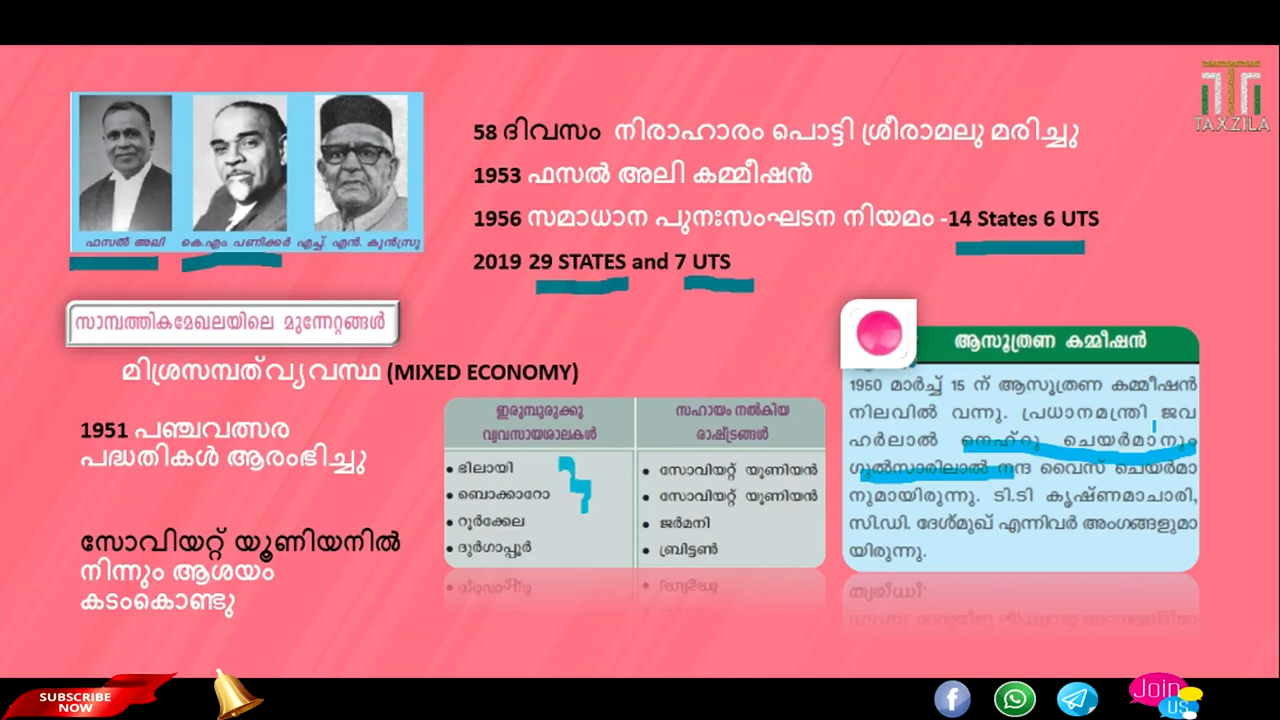 TAXZILA
ഫസൽ അലി
കെ.എം. പണിക്കർ
എച്ച്. എൻ. കുൻസ്രു
58 ദിവസം നിരാഹാരം പൊട്ടി ശ്രീരാമലു മരിച്ചു
1953 ഫസൽ അലി കമ്മീഷൻ
1956 സമാധാന പുനഃസംഘടന നിയമം -14 States 6 UTS
2019 29 STATES and 7 UTS
സാമ്പത്തികമേഖലയിലെ മുന്നേറ്റങ്ങൾ
മിശ്രസമ്പത് വ്യവസ്ഥ (MIXED ECONOMY)
1951 പഞ്ചവത്സര
പദ്ധതികൾ ആരംഭിച്ചു
സോവിയറ്റ് യൂണിയനിൽ
നിന്നും ആശയം
കടംകൊണ്ടു
ഇരുമ്പുരുക്കു
വ്യവസായശാലകൾ
• ഭിലായി
• ബൊക്കാറോ
• റൂർക്കേല
• ദുർഗാപ്പൂർ
സഹായം നൽകിയ
രാഷ്ട്രങ്ങൾ
• സോവിയറ്റ് യൂണിയൻ
• സോവിയറ്റ് യൂണിയൻ
• ജർമനി
• ബ്രിട്ടൺ
ആസൂത്രണ കമ്മീഷൻ
1950 മാർച്ച് 15 ന് ആസൂത്രണ കമ്മീഷൻ
നിലവിൽ വന്നു. പ്രധാനമന്ത്രി ജവ
ഹർലാൽ നെഹ്റു ചെയർമാനും
ഗുൽസാരിലാൽ നന്ദ വൈസ് ചെയർമാ
നുമായിരുന്നു. ടി.ടി കൃഷ്ണമാചാരി,
സി.ഡി. ദേശ്മുഖ് എന്നിവർ അംഗങ്ങളുമാ
യിരുന്നു.
SUBSCRIBE
NOW
Join
us